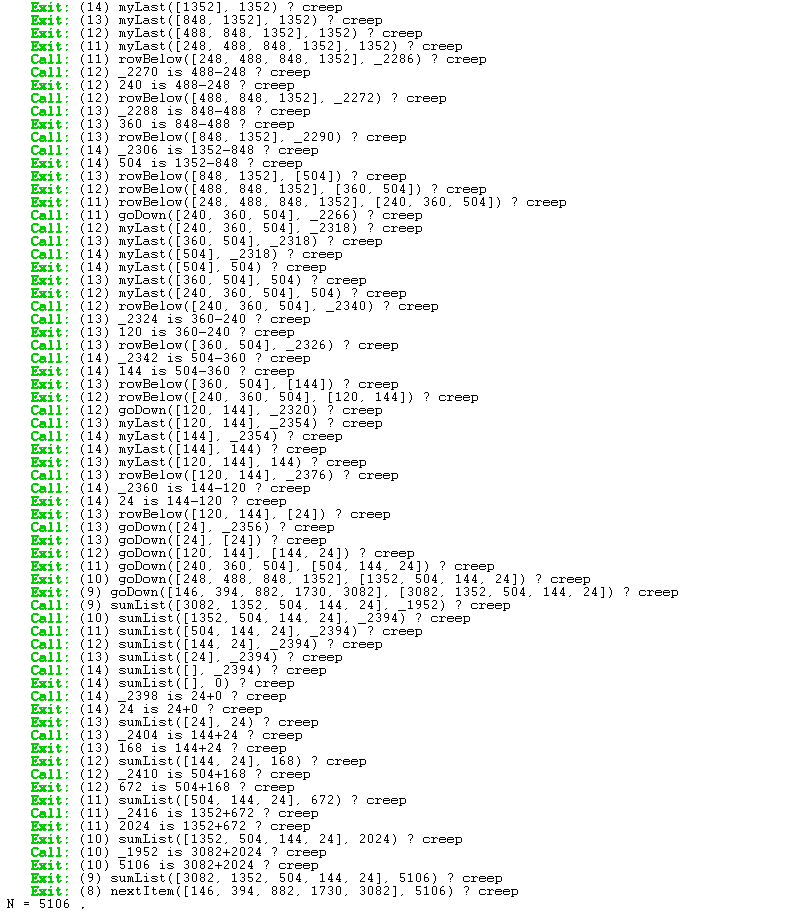 Exit: (14) myLast([1352], 1352) ? creep
Exit: (13) myLast([848, 1352], 1352) ? creep
Exit: (12) myLast([488, 848, 1352], 1352) ? creep
Exit: (11) myLast([248, 488, 848, 1352], 1352) ? creep
Call: (11) rowBelow([248, 488, 848, 1352], _2286) ? creep
Call: (12) _2270 is 488-248 ? creep
Exit: (12) 240 is 488-248 ? creep
Call: (12) rowBelow([488, 848, 1352], _2272) ? creep
Call: (13) _2288 is 848-488 ? creep
Exit: (13) 360 is 848-488 ? creep
Call: (13) rowBelow([848, 1352], _2290) ? creep
Call: (14) _2306 is 1352-848 ? creep
Exit: (14) 504 is 1352-848 ? creep
Exit: (13) rowBelow([848, 1352], [504]) ? creep
Exit: (12) rowBelow([488, 848, 1352], [360, 504]) ? creep
Exit: (11) rowBelow([248, 488, 848, 1352], [240, 360, 504]) ? creep
Call: (11) goDown([240, 360, 504], _2266) ? creep
Call: (12) myLast([240, 360, 504], _2318) ? creep
Call: (13) myLast([360, 504], _2318) ? creep
Call: (14) myLast([504], _2318) ? creep
Exit: (14) myLast([504], 504) ? creep
Exit: (13) myLast([360, 504], 504) ? creep
Exit: (12) myLast([240, 360, 504], 504) ? creep
Call: (12) rowBelow([240, 360, 504], _2340) ? creep
Call: (13) _2324 is 360-240 ? creep
Exit: (13) 120 is 360-240 ? creep
Call: (13) rowBelow([360, 504], _2326) ? creep
Call: (14) _2342 is 504-360 ? creep
Exit: (14) 144 is 504-360 ? creep
Exit: (13) rowBelow([360, 504], [144]) ? creep
Exit: (12) rowBelow([240, 360, 504], [120, 144]) ? creep
Call: (12) goDown([120, 144], _2320) ? creep
Call: (13) myLast([120, 144], _2354) ? creep
Call: (14) myLast([144], _2354) ? creep
Exit: (14) myLast([144], 144) ? creep
Exit: (13) myLast([120, 144], 144) ? creep
Call: (13) rowBelow([120, 144], _2376) ? creep
Call: (14) _2360 is 144-120 ? creep
Exit: (14) 24 is 144-120 ? creep
Exit: (13) rowBelow([120, 144], [24]) ? creep
Call: (13) goDown([24], _2356) ? creep
Exit: (13) goDown([24], [24]) ? creep
Exit: (12) goDown([120, 144], [144, 24]) ? creep
Exit: (11) goDown([240, 360, 504], [504, 144, 24]) ? creep
Exit: (10) goDown([248, 488, 848, 1352], [1352, 504, 144, 24]) ? creep
Exit: (9) goDown([146, 394, 882, 1730, 3082], [3082, 1352, 504, 144, 24]) ? creep
Call: (9) sumList([3082, 1352, 504, 144, 24], _1952) ? creep
Call: (10) sumList([1352, 504, 144, 24], _2394) ? creep
Call: (11) sumList([504, 144, 24], _2394) ? creep
Call: (12) sumList([144, 24], _2394) ? creep
Call: (13) sumList([24], _2394) ? creep
Call: (14) sumList([], _2394) ? creep
Exit: (14) sumList([], 0) ? creep
Call: (14) _2398 is 24+0 ? creep
Exit: (14) 24 is 24+0 ? creep
Exit: (13) sumList([24], 24) ? creep
Call: (13) _2404 is 144+24 ? creep
Exit: (13) 168 is 144+24 ? creep
Exit: (12) sumList([144, 24], 168) ? creep
Call: (12) _2410 is 504+168 ? creep
Exit: (12) 672 is 504+168 ? creep
Exit: (11) sumList([504, 144, 24], 672) ? creep
Call: (11) _2416 is 1352+672 ? creep
Exit: (11) 2024 is 1352+672 ? creep
Exit: (10) sumList([1352, 504, 144, 24], 2024) ? creep
Call: (10) _1952 is 3082+2024 ? creep
Exit: (10) 5106 is 3082+2024 ? creep
Exit: (9) sumList([3082, 1352, 504, 144, 24], 5106) ? creep
Exit: (8) nextItem([146, 394, 882, 1730, 3082], 5106) ? creep
N = 5106 .